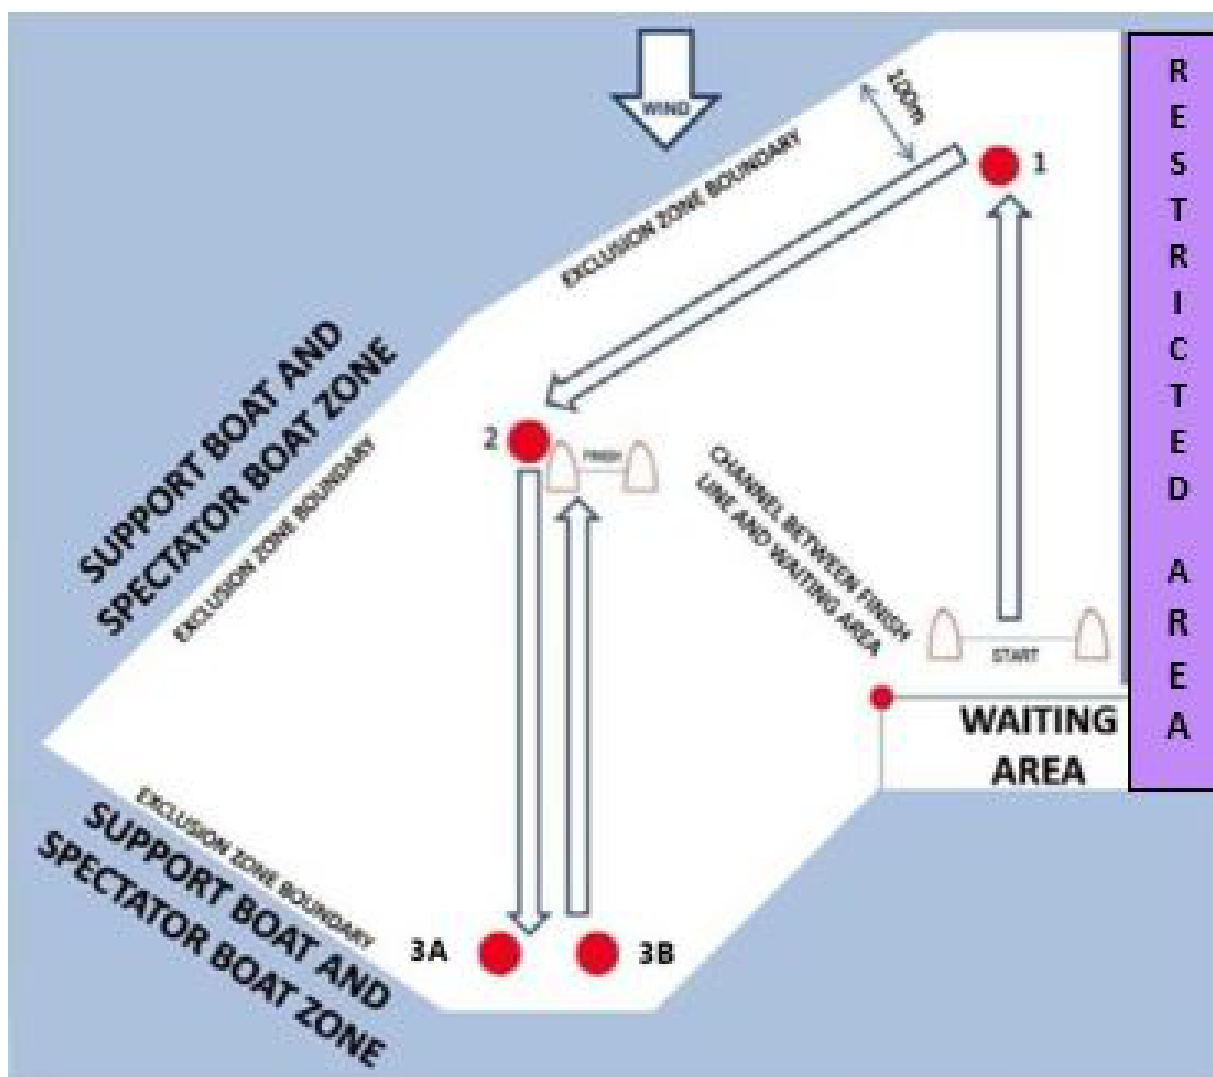 WIND
100m
1
EXCLUSION ZONE BOUNDARY
RESTRICTED AREA
SUPPORT BOAT AND
SPECTATOR BOAT ZONE
EXCLUSION ZONE BOUNDARY
2
FINISH
CHANNEL BETWEEN FINISH
LINE AND WAITING AREA
START
WAITING
AREA
EXCLUSION ZONE BOUNDARY
SUPPORT BOAT AND
SPECTATOR BOAT ZONE
3A
3B